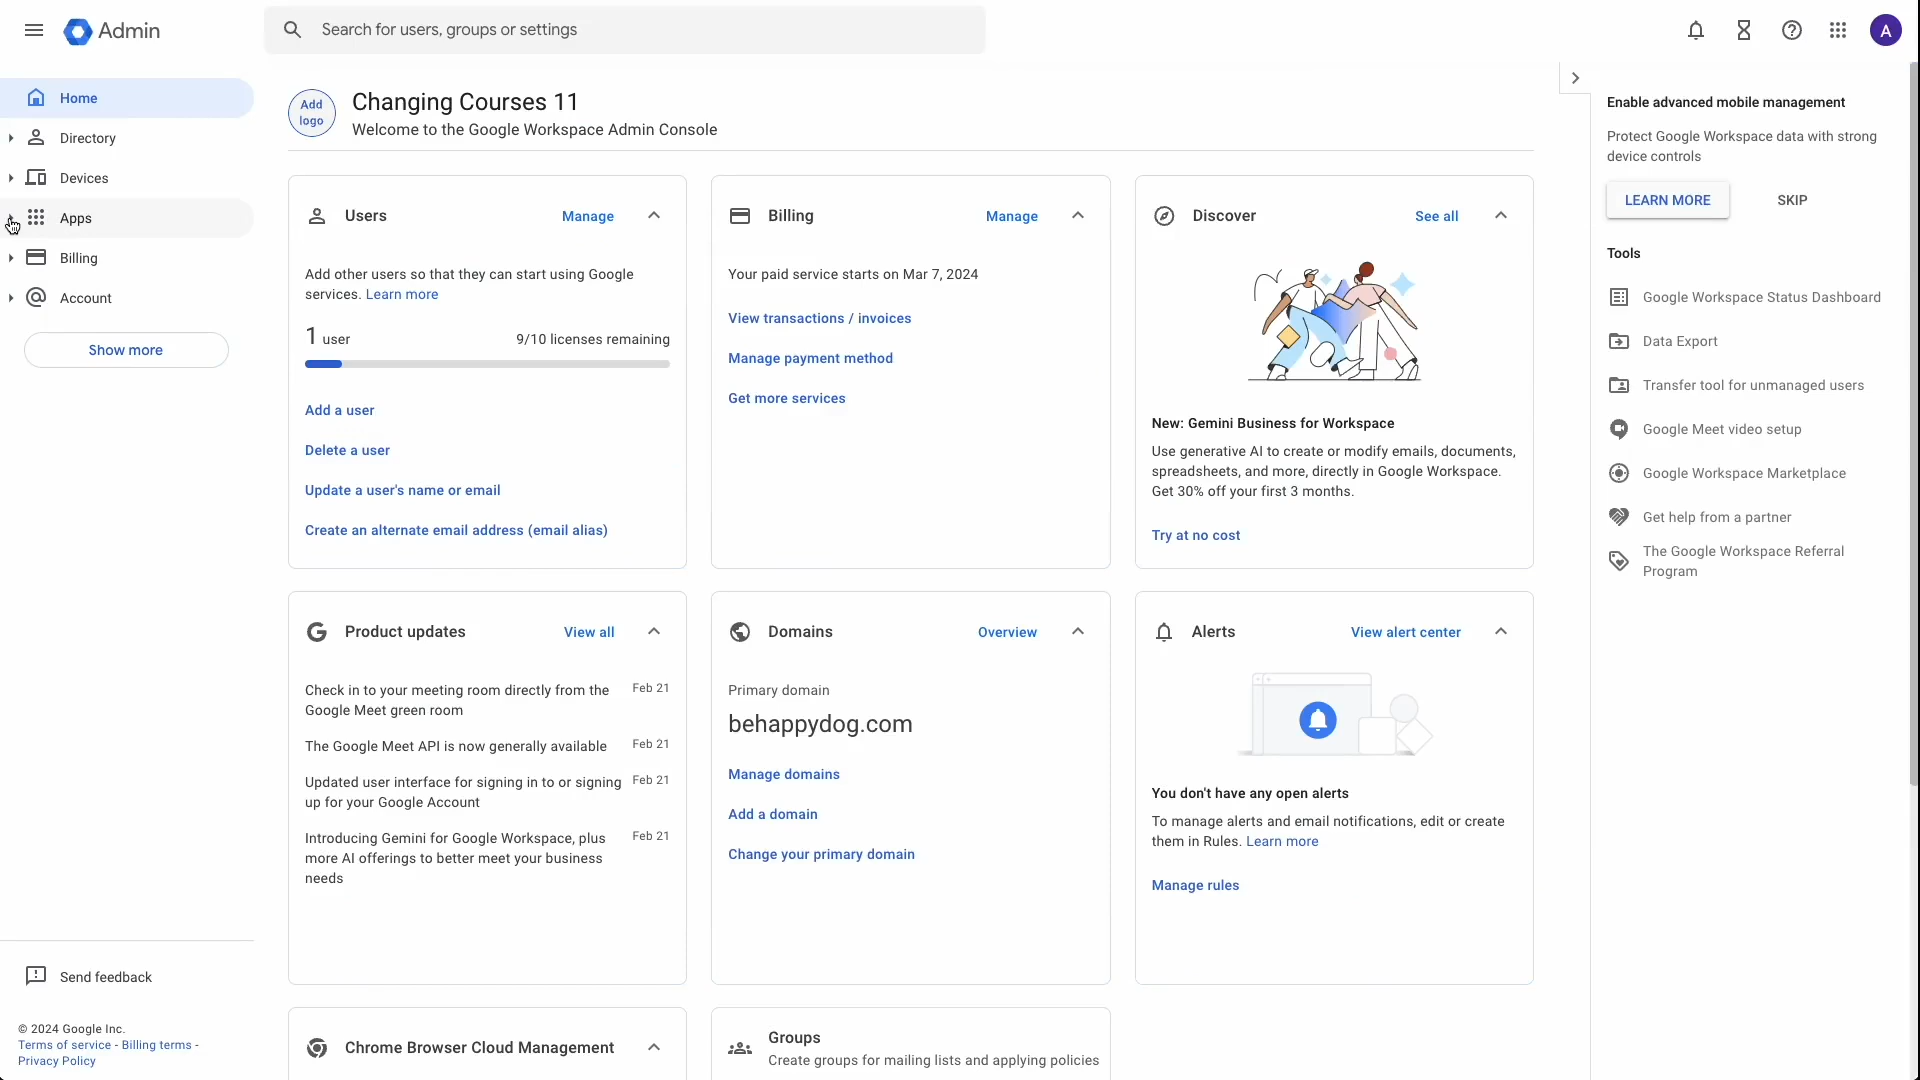 Admin
Search for users, groups or settings
A
Home
Directory
Devices
Apps
Billing
Account
Show more
Send feedback
© 2024 Google Inc.
Terms of service - Billing terms -
Privacy Policy
Add
logo
Changing Courses 11
Welcome to the Google Workspace Admin Console
Users
Manage
Add other users so that they can start using Google
services. Learn more
1 user
9/10 licenses remaining
Add a user
Delete a user
Update a user's name or email
Create an alternate email address (email alias)
Billing
Manage
Your paid service starts on Mar 7, 2024
View transactions / invoices
Manage payment method
Get more services
Discover
See all
New: Gemini Business for Workspace
Use generative AI to create or modify emails, documents,
spreadsheets, and more, directly in Google Workspace.
Get 30% off your first 3 months.
Try at no cost
Product updates
View all
Check in to your meeting room directly from the
Google Meet green room
Feb 21
The Google Meet API is now generally available
Feb 21
Updated user interface for signing in to or signing
up for your Google Account
Feb 21
Introducing Gemini for Google Workspace, plus
more AI offerings to better meet your business
needs
Feb 21
Domains
Overview
Primary domain
behappydog.com
Manage domains
Add a domain
Change your primary domain
Alerts
View alert center
You don't have any open alerts
To manage alerts and email notifications, edit or create
them in Rules. Learn more
Manage rules
Chrome Browser Cloud Management
Groups
Create groups for mailing lists and applying policies
Enable advanced mobile management
Protect Google Workspace data with strong
device controls
LEARN MORE
SKIP
Tools
Google Workspace Status Dashboard
Data Export
Transfer tool for unmanaged users
Google Meet video setup
Google Workspace Marketplace
Get help from a partner
The Google Workspace Referral
Program